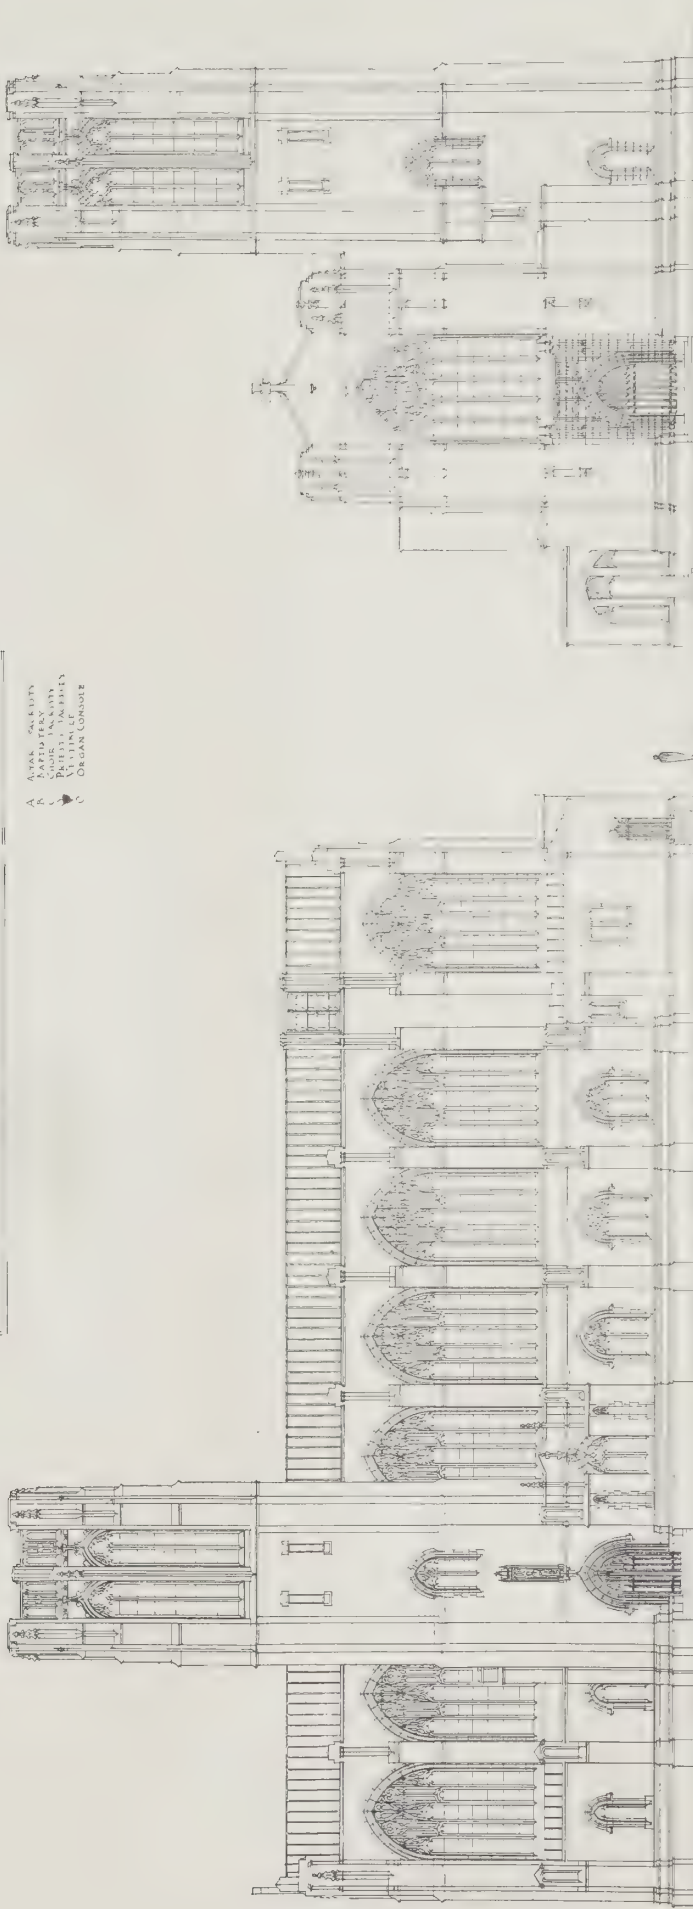 A ALTAR SACRISTY
B BAPTISTERY
C CHOIR SACRISTY
PRIESTS SACRISTY
VESTIBULE
ORGAN CONSOLE